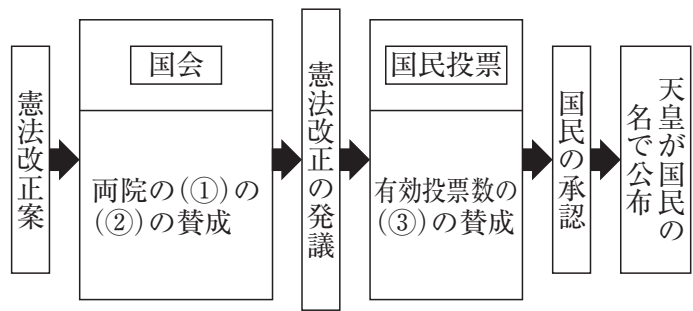 憲法改正案
国会
両院の(①)の
(②)の賛成
憲法改正の発議
国民投票
有効投票数の
(③)の賛成
国民の承認
天皇が国民の
名で公布